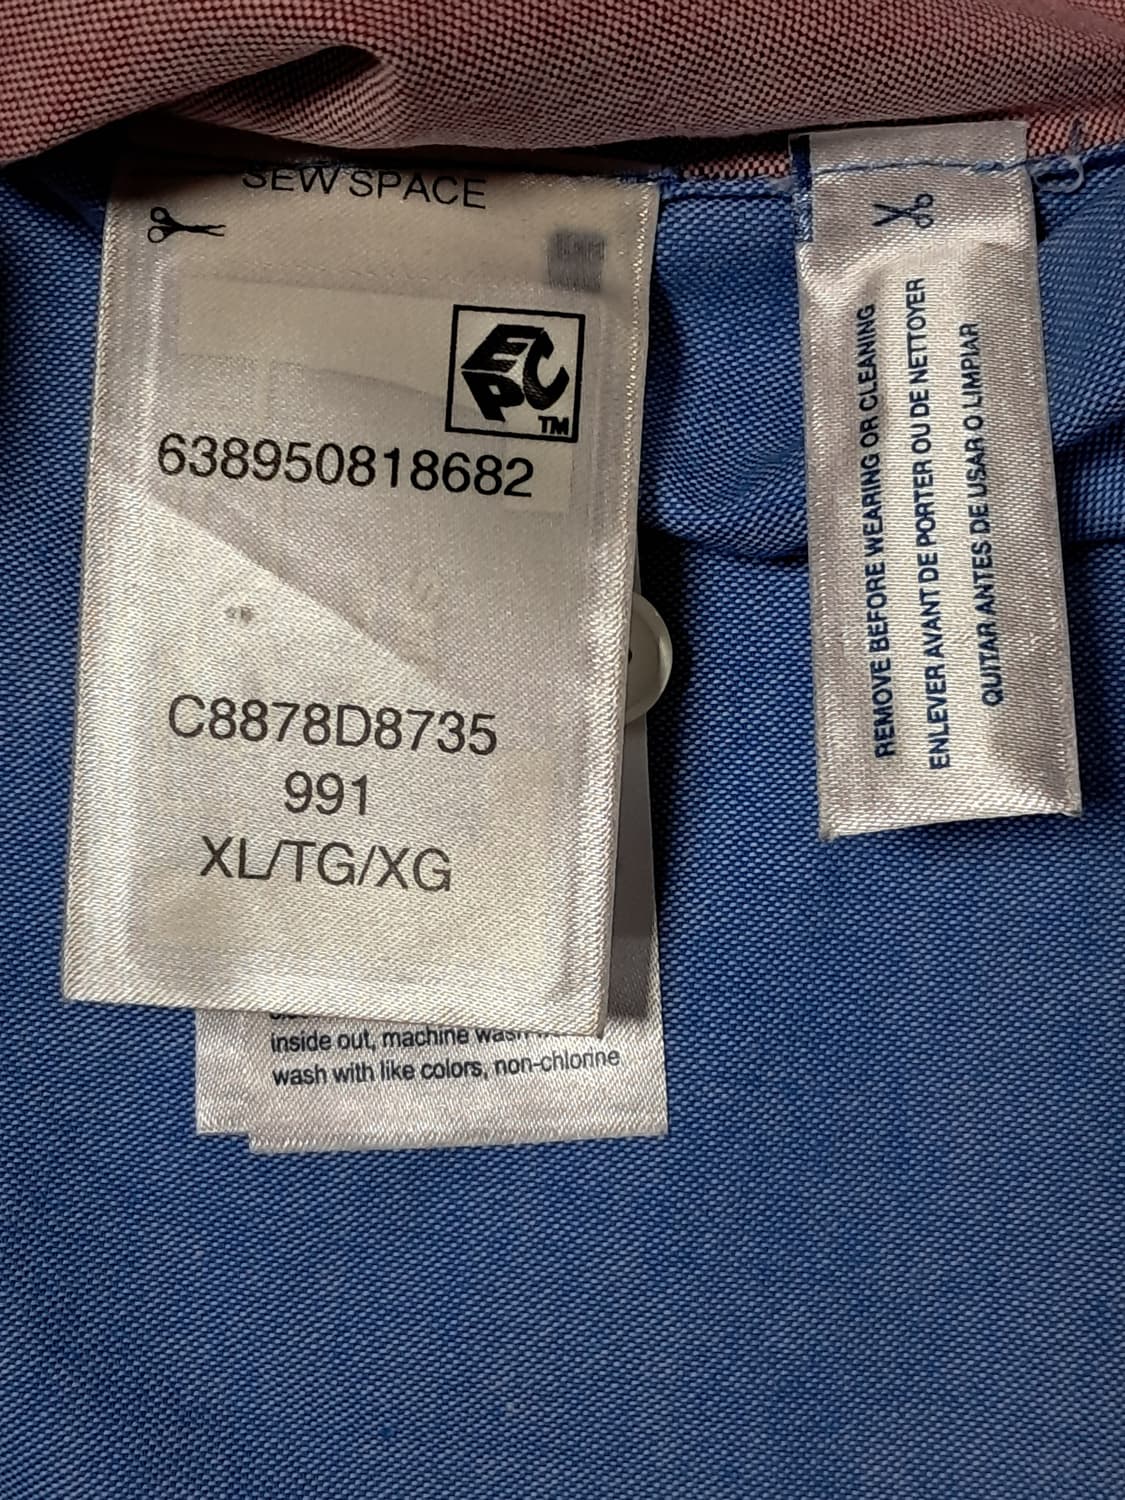 SEW SPACE
EPC
TM
638950818682
C8878D8735
991
XL/TG/XG
inside out, machine wash
wash with like colors, non-chlorine
REMOVE BEFORE WEARING OR CLEANING
ENLEVER AVANT DE PORTER OU DE NETTOYER
QUITAR ANTES DE USAR O LIMPIAR